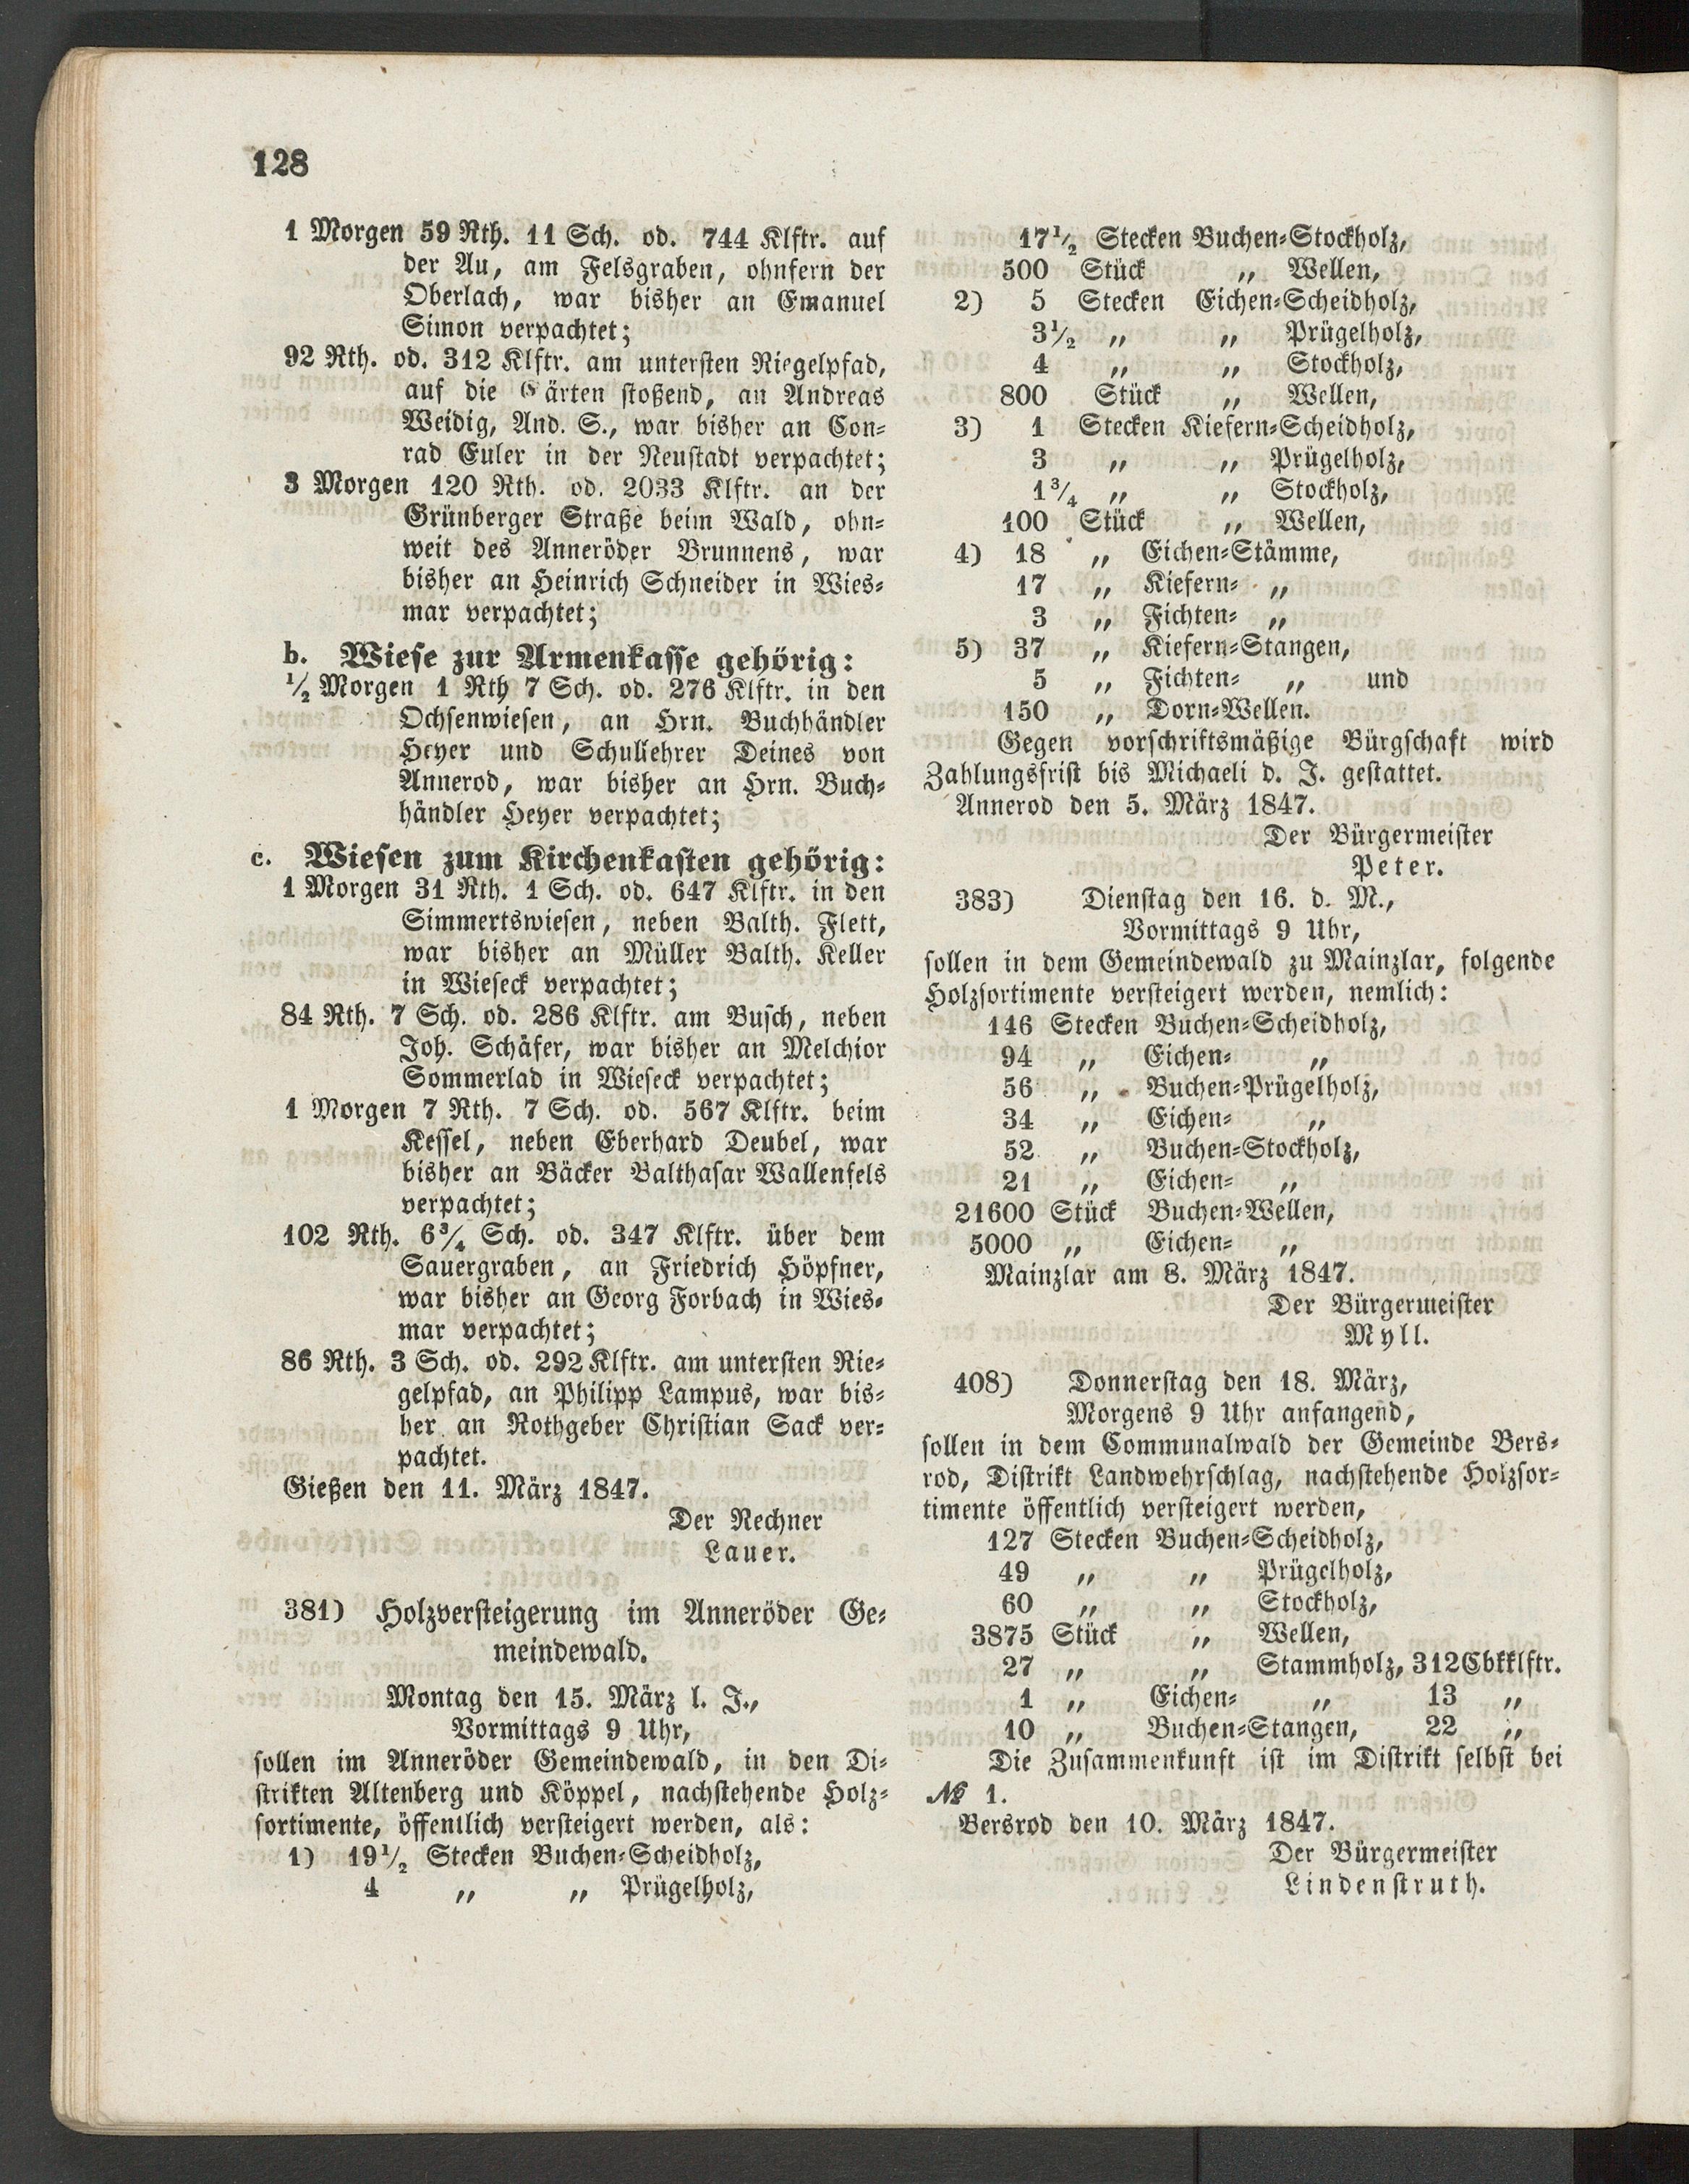 128
1 Morgen 59 Rth. 11 Sch. od. 744 Klftr. auf
der Au, am Felsgraben, ohnfern der
Oberlach, war bisher an Emanuel
Simon verpachtet;
92 Rth. od. 312 Klftr. am untersten Riegelpfad,
auf die Gärten stoßend, an Andreas
Weidig, And. S., war bisher an Con-
rad Euler in der Neustadt verpachtet;
3 Morgen 120 Rth. od. 2033 Klftr. an der
Grünberger Straße beim Wald, ohn-
weit des Anneröder Brunnens, war
bisher an Heinrich Schneider in Wies-
mar verpachtet;
b. Wiese zur Armenkasse gehörig:
1/2 Morgen 1 Rth 7 Sch. od. 276 Klftr. in den
Ochsenwiesen, an Hrn. Buchhändler
Heyer und Schullehrer Deines von
Annerod, war bisher an Hrn. Buch-
händler Heyer verpachtet;
c. Wiesen zum Kirchenkasten gehörig:
1 Morgen 31 Rth. 1 Sch. od. 647 Klftr. in den
Simmertswiesen, neben Balth. Flett,
war bisher an Müller Balth. Keller
in Wieseck verpachtet;
84 Rth. 7 Sch. od. 286 Klftr. am Busch, neben
Joh. Schäfer, war bisher an Melchior
Sommerlad in Wieseck verpachtet;
1 Morgen 7 Rth. 7 Sch. od. 567 Klftr. beim
Kessel, neben Eberhard Deubel, war
bisher an Bäcker Balthasar Wallenfels
verpachtet;
102 Rth. 6 3/4 Sch. od. 347 Klftr. über dem
Sauergraben, an Friedrich Höpfner,
war bisher an Georg Forbach in Wies-
mar verpachtet;
86 Rth. 3 Sch. od. 292 Klftr. am untersten Rie-
gelpfad, an Philipp Lampus, war bis-
her an Rothgeber Christian Sack ver-
pachtet.
Gießen den 11. März 1847.
Der Rechner
Lauer.
381) Holzversteigerung im Anneröder Ge-
meindewald.
Montag den 15. März l. J.,
Vormittags 9 Uhr,
sollen im Anneröder Gemeindewald, in den Di-
strikten Altenberg und Köppel, nachstehende Holz-
sortimente, öffentlich versteigert werden, als:
1) 19 1/2 Stecken Buchen-Scheidholz,
4 „ „ Prügelholz,
17 1/2 Stecken Buchen-Stockholz,
500 Stück „ Wellen,
2) 5 Stecken Eichen-Scheidholz,
3 1/2 „ „ Prügelholz,
4 „ „ Stockholz,
800 Stück „ Wellen,
3) 1 Stecken Kiefern-Scheidholz,
3 „ „ Prügelholz,
1 3/4 „ „ Stockholz,
100 Stück „ Wellen,
4) 18 „ Eichen-Stämme,
17 „ Kiefern- „
3 „ Fichten- „
5) 37 „ Kiefern-Stangen,
5 „ Fichten- „ und
150 „ Dorn-Wellen.
Gegen vorschriftsmäßige Bürgschaft wird
Zahlungsfrist bis Michaeli d. J. gestattet.
Annerod den 5. März 1847.
Der Bürgermeister
Peter.
383) Dienstag den 16. d. M.,
Vormittags 9 Uhr,
sollen in dem Gemeindewald zu Mainzlar, folgende
Holzsortimente versteigert werden, nemlich:
146 Stecken Buchen-Scheidholz,
94 „ Eichen- „
56 „ Buchen-Prügelholz,
34 „ Eichen- „
52 „ Buchen-Stockholz,
21 „ Eichen- „
21600 Stück Buchen-Wellen,
5000 „ Eichen- „
Mainzlar am 8. März 1847.
Der Bürgermeister
Myll.
408) Donnerstag den 18. März,
Morgens 9 Uhr anfangend,
sollen in dem Communalwald der Gemeinde Bers-
rod, Distrikt Landwehrschlag, nachstehende Holzsor-
timente öffentlich versteigert werden,
127 Stecken Buchen-Scheidholz,
49 „ „ Prügelholz,
60 „ „ Stockholz,
3875 Stück „ Wellen,
27 „ „ Stammholz, 312 Cbkklftr.
1 „ Eichen- „ 13 „
10 „ Buchen-Stangen, 22 „
Die Zusammenkunft ist im Distrikt selbst bei
№ 1.
Bersrod den 10. März 1847.
Der Bürgermeister
Lindenstruth.